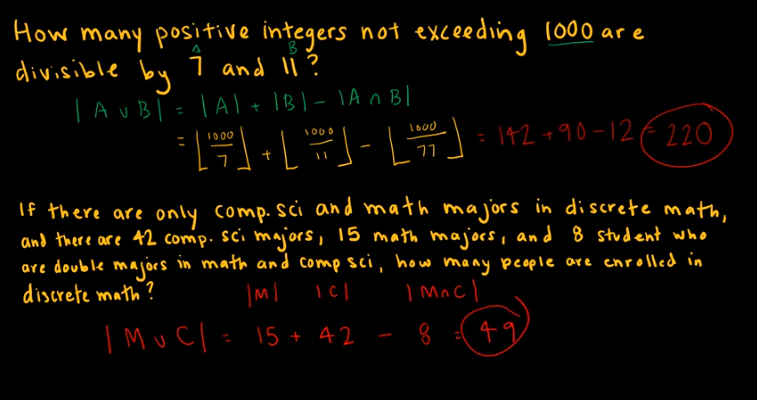 How many positive integers not exceeding 1000 are
A B
divisible by 7 and 11?
| A ∪ B | = | A | + | B | - | A ∩ B |
= ⌊1000/7⌋ + ⌊1000/11⌋ - ⌊1000/77⌋ = 142 + 90 - 12 = 220
If there are only comp. sci and math majors in discrete math,
and there are 42 comp. sci majors, 15 math majors, and 8 student who
are double majors in math and comp sci, how many people are enrolled in
discrete math?
|M| |C| |M∩C|
| M ∪ C | = 15 + 42 - 8 = 49